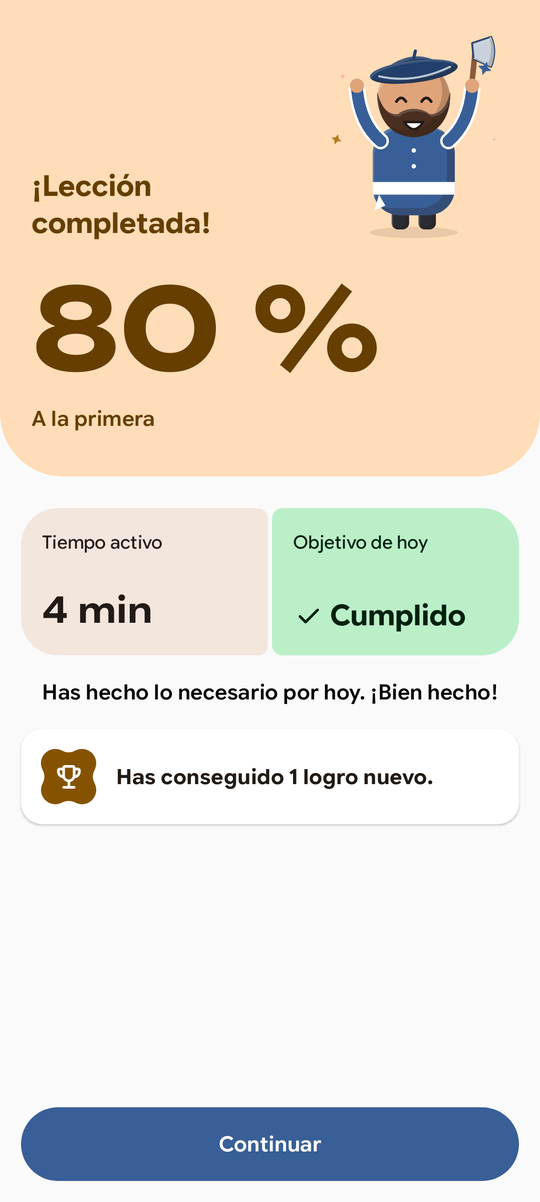 ¡Lección
completada!
80 %
A la primera
Tiempo activo
4 min
Objetivo de hoy
Cumplido
Has hecho lo necesario por hoy. ¡Bien hecho!
Has conseguido 1 logro nuevo.
Continuar